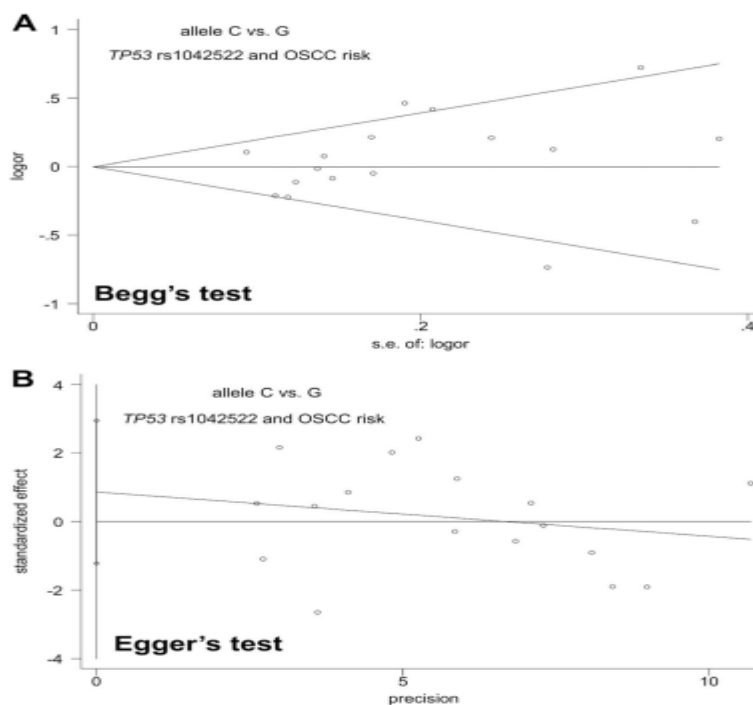 A
allele C vs. G
TP53 rs1042522 and OSCC risk
1
.5
0
-.5
-1
logor
Begg's test
0
.2
.4
s.e. of: logor
B
allele C vs. G
TP53 rs1042522 and OSCC risk
4
2
0
-2
-4
standardized effect
Egger's test
0
5
10
precision